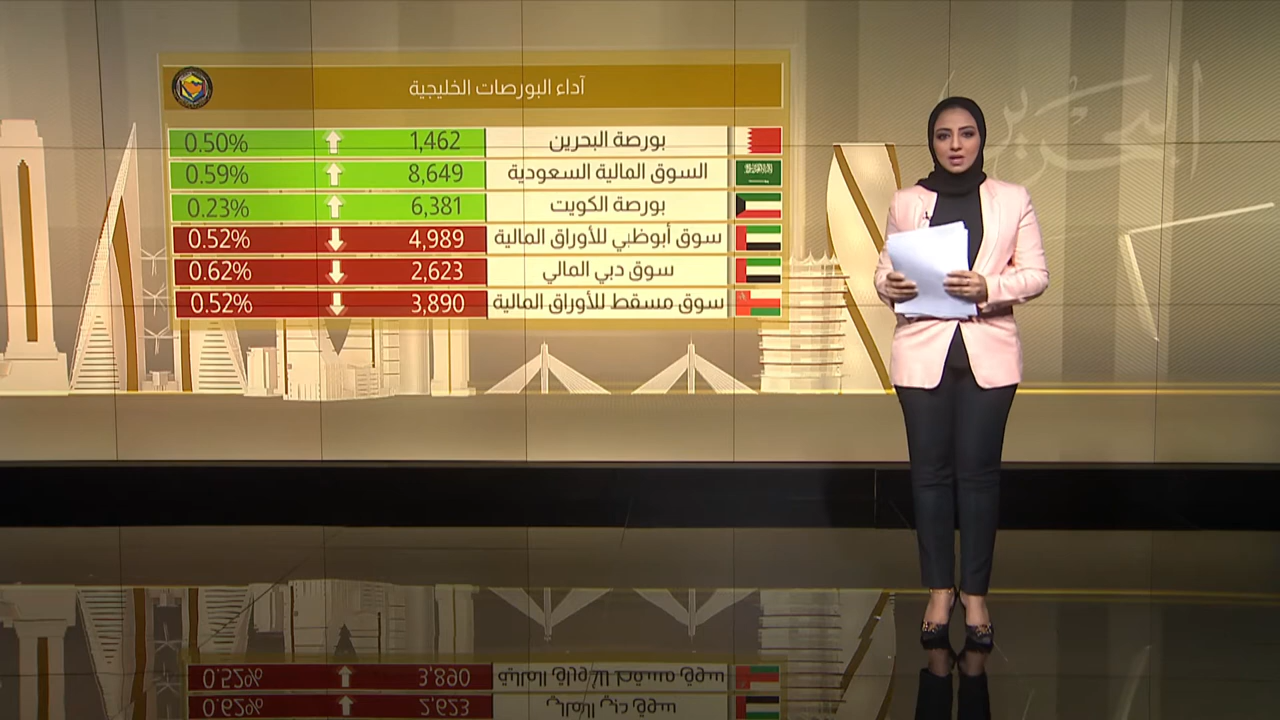 آداء البورصات الخليجية
بورصة البحرين 1,462 0.50%
السوق المالية السعودية 8,649 0.59%
بورصة الكويت 6,381 0.23%
سوق أبوظبي للأوراق المالية 4,989 0.52%
سوق دبي المالي 2,623 0.62%
سوق مسقط للأوراق المالية 3,890 0.52%
البحرين